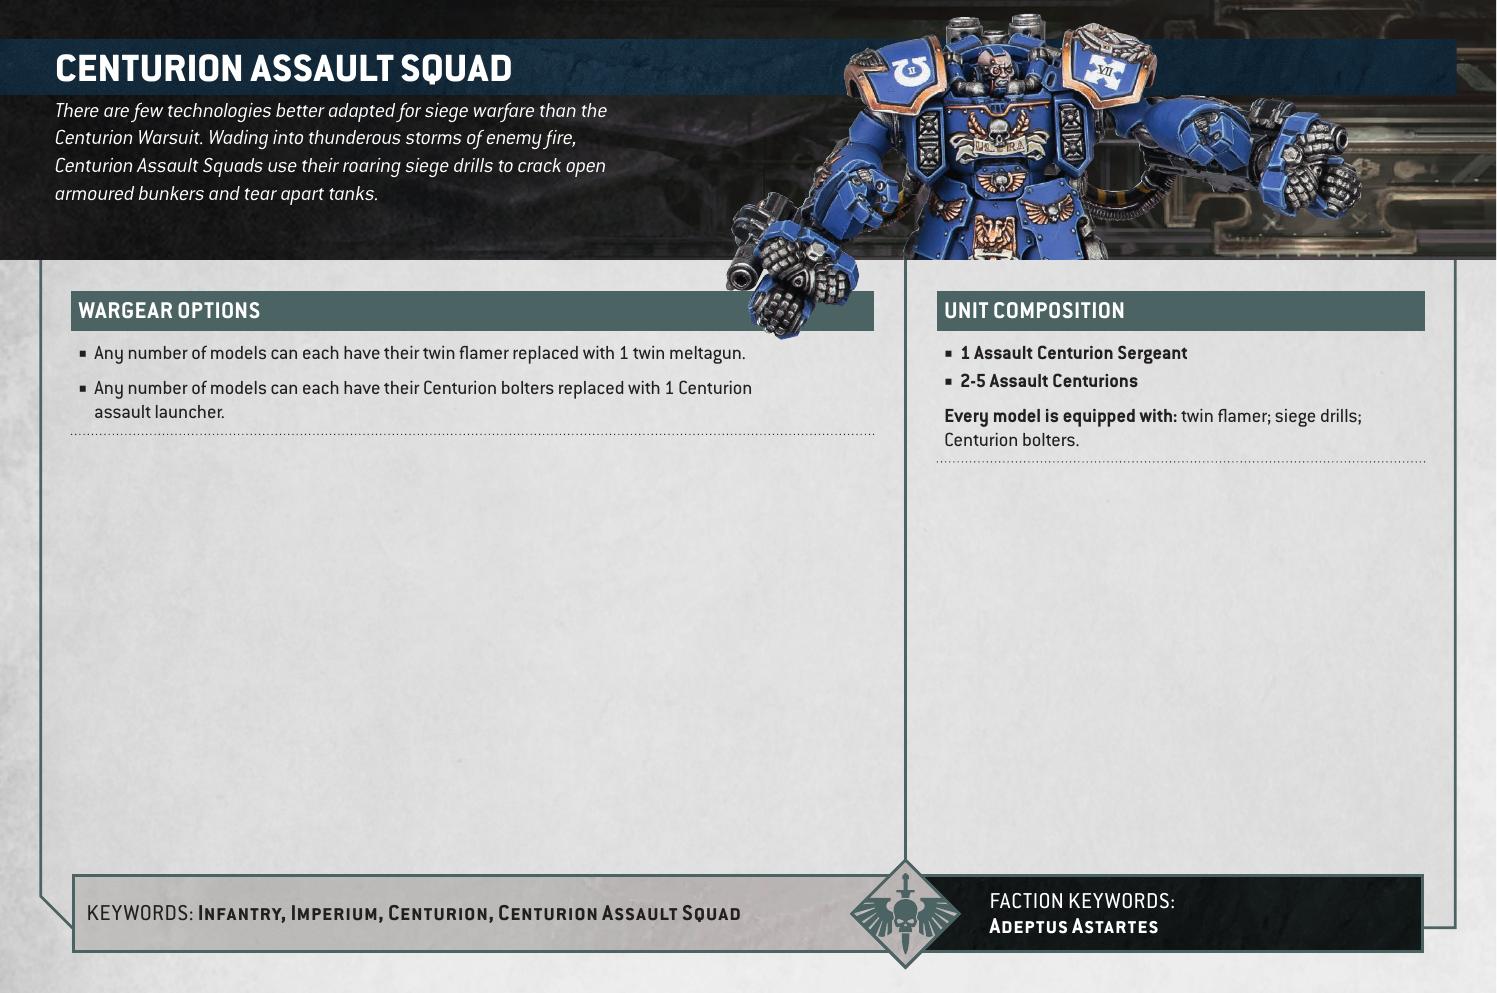 CENTURION ASSAULT SQUAD
There are few technologies better adapted for siege warfare than the
Centurion Warsuit. Wading into thunderous storms of enemy fire,
Centurion Assault Squads use their roaring siege drills to crack open
armoured bunkers and tear apart tanks.
II
VII
ULTRA
WARGEAR OPTIONS
▪ Any number of models can each have their twin flamer replaced with 1 twin meltagun.
▪ Any number of models can each have their Centurion bolters replaced with 1 Centurion
assault launcher.
UNIT COMPOSITION
▪ 1 Assault Centurion Sergeant
▪ 2-5 Assault Centurions
Every model is equipped with: twin flamer; siege drills;
Centurion bolters.
KEYWORDS: Infantry, Imperium, Centurion, Centurion Assault Squad
FACTION KEYWORDS:
Adeptus Astartes